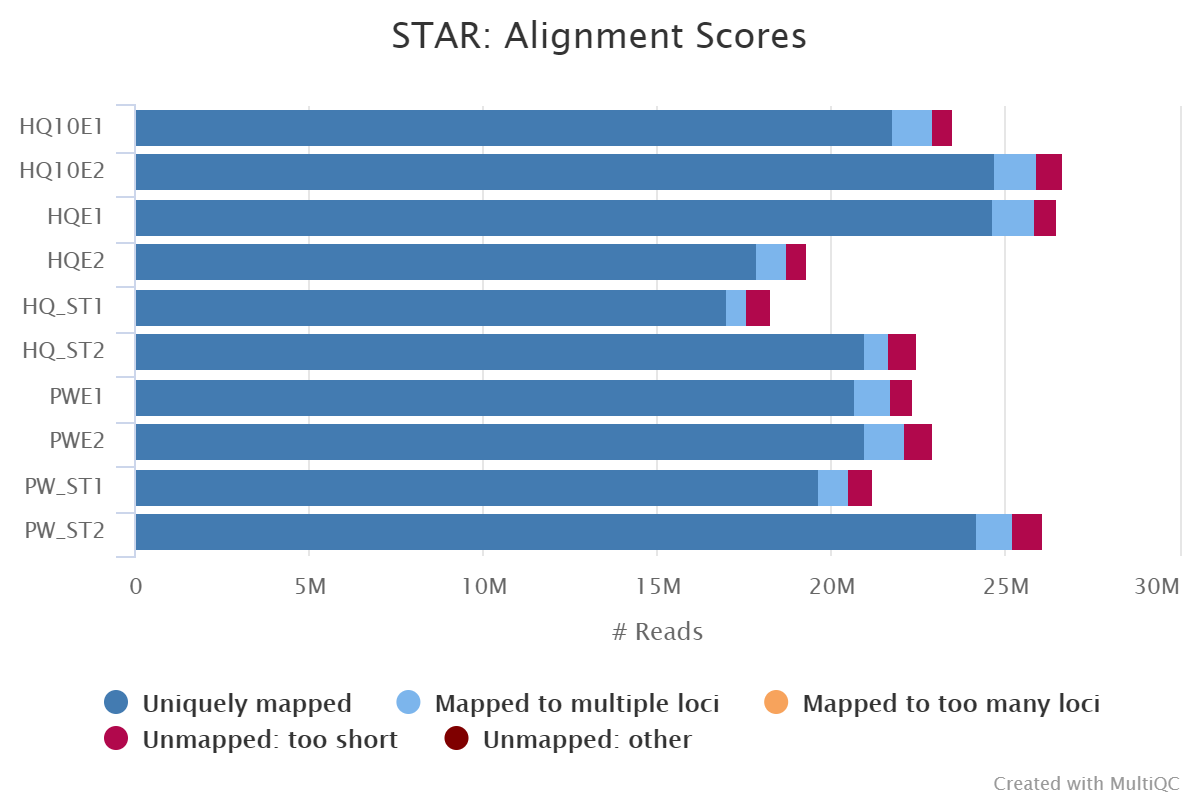 STAR: Alignment Scores
HQ10E1
HQ10E2
HQE1
HQE2
HQ_ST1
HQ_ST2
PWE1
PWE2
PW_ST1
PW_ST2
0 5M 10M 15M 20M 25M 30M
# Reads
Uniquely mapped Mapped to multiple loci Mapped to too many loci
Unmapped: too short Unmapped: other
Created with MultiQC